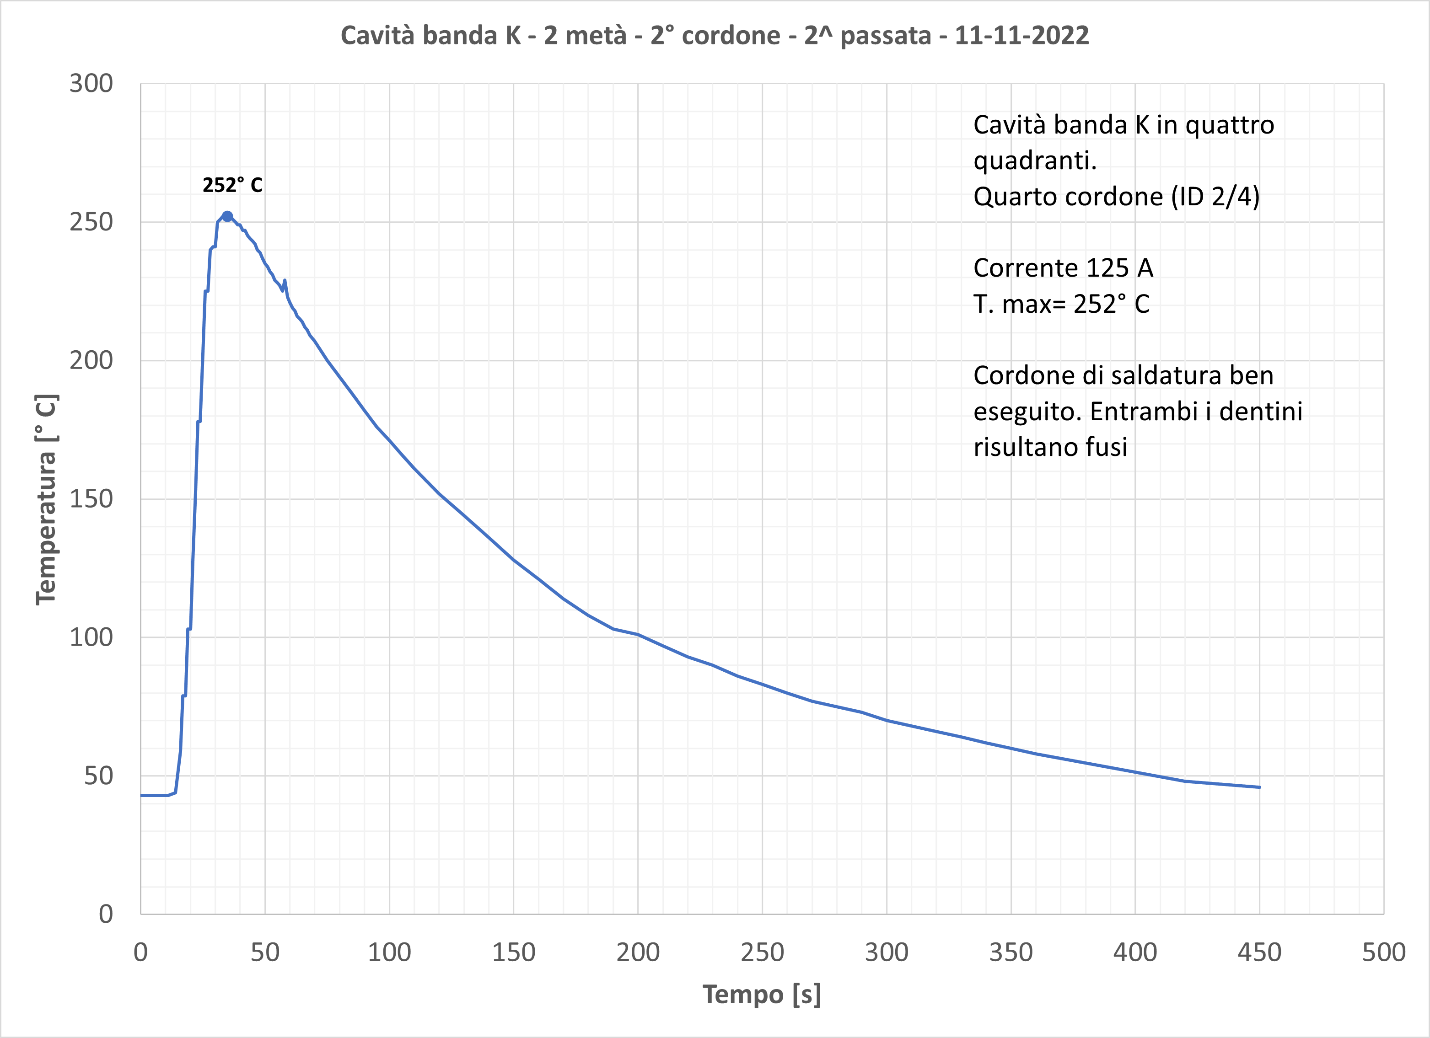 Cavità banda K - 2 metà - 2° cordone - 2^ passata - 11-11-2022
300
250
200
150
100
50
0
Temperatura [° C]
252° C
Cavità banda K in quattro
quadranti.
Quarto cordone (ID 2/4)
Corrente 125 A
T. max= 252° C
Cordone di saldatura ben
eseguito. Entrambi i dentini
risultano fusi
0 50 100 150 200 250 300 350 400 450 500
Tempo [s]